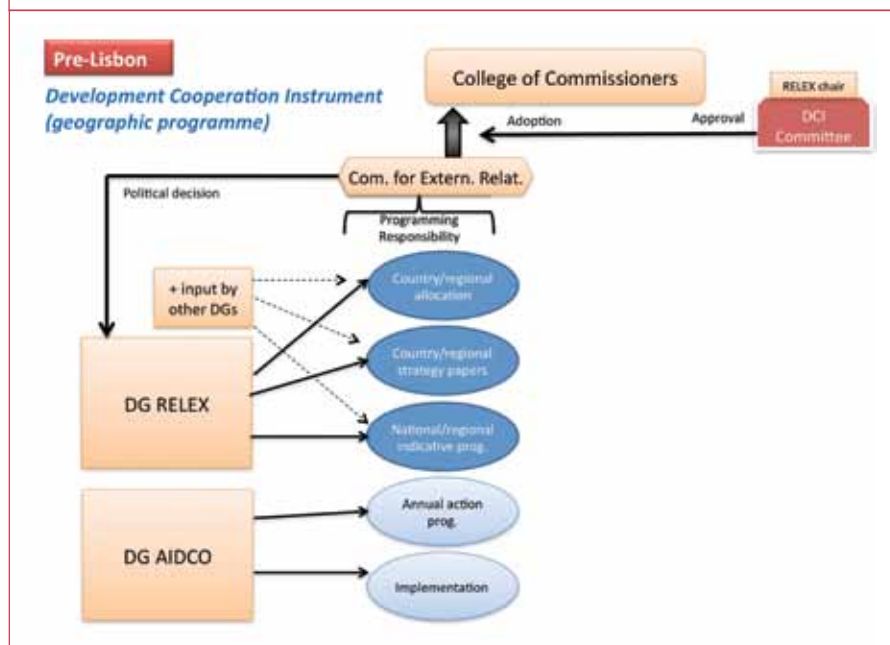 Pre-Lisbon
Development Cooperation Instrument
(geographic programme)
College of Commissioners
RELEX chair
DCI
Committee
Adoption
Approval
Com. for Extern. Relat.
Political decision
Programming
Responsibility
+ input by
other DGs
Country/regional
allocation
Country/regional
strategy papers
DG RELEX
National/regional
indicative prog.
Annual action
prog.
DG AIDCO
Implementation